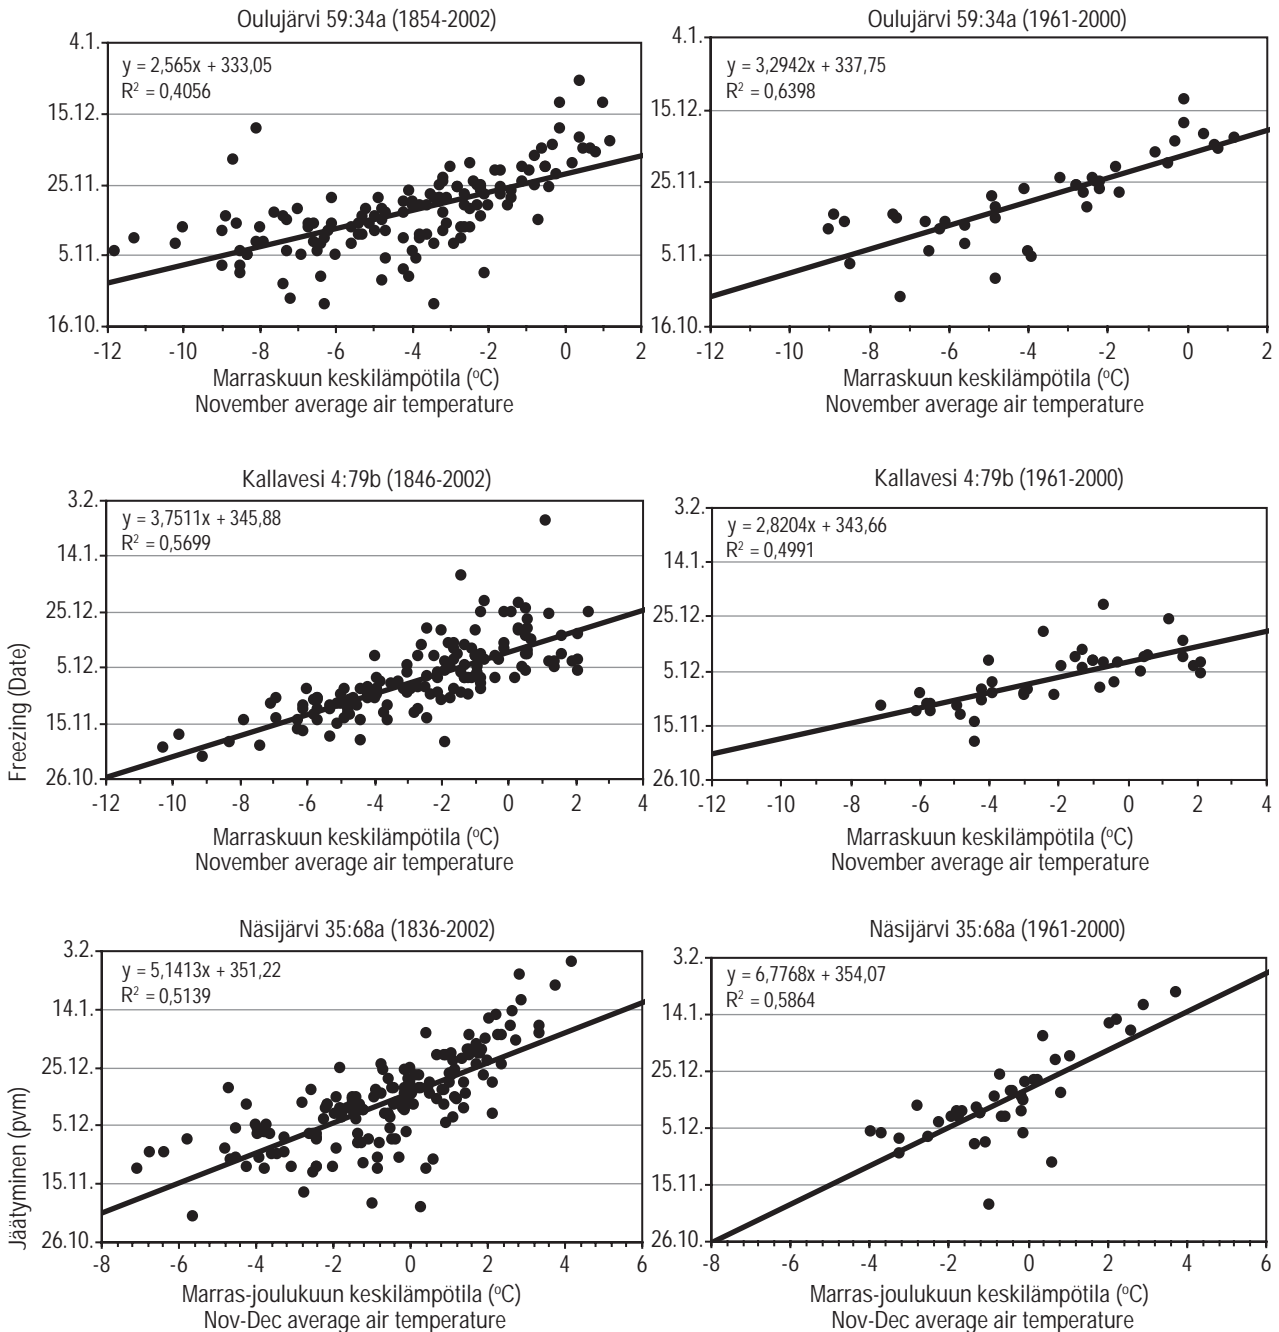 Oulujärvi 59:34a (1854-2002)
4.1.
15.12.
25.11.
5.11.
16.10.
y = 2,565x + 333,05
R² = 0,4056
-12 -10 -8 -6 -4 -2 0 2
Marraskuun keskilämpötila (°C)
November average air temperature
Oulujärvi 59:34a (1961-2000)
4.1.
15.12.
25.11.
5.11.
16.10.
y = 3,2942x + 337,75
R² = 0,6398
-12 -10 -8 -6 -4 -2 0 2
Marraskuun keskilämpötila (°C)
November average air temperature
Kallavesi 4:79b (1846-2002)
3.2.
14.1.
25.12.
5.12.
15.11.
26.10.
y = 3,7511x + 345,88
R² = 0,5699
-12 -10 -8 -6 -4 -2 0 2 4
Marraskuun keskilämpötila (°C)
November average air temperature
Freezing (Date)
Kallavesi 4:79b (1961-2000)
3.2.
14.1.
25.12.
5.12.
15.11.
26.10.
y = 2,8204x + 343,66
R² = 0,4991
-12 -10 -8 -6 -4 -2 0 2 4
Marraskuun keskilämpötila (°C)
November average air temperature
Näsijärvi 35:68a (1836-2002)
3.2.
14.1.
25.12.
5.12.
15.11.
26.10.
y = 5,1413x + 351,22
R² = 0,5139
-8 -6 -4 -2 0 2 4 6
Marras-joulukuun keskilämpötila (°C)
Nov-Dec average air temperature
Jäätyminen (pvm)
Näsijärvi 35:68a (1961-2000)
3.2.
14.1.
25.12.
5.12.
15.11.
26.10.
y = 6,7768x + 354,07
R² = 0,5864
-8 -6 -4 -2 0 2 4 6
Marras-joulukuun keskilämpötila (°C)
Nov-Dec average air temperature